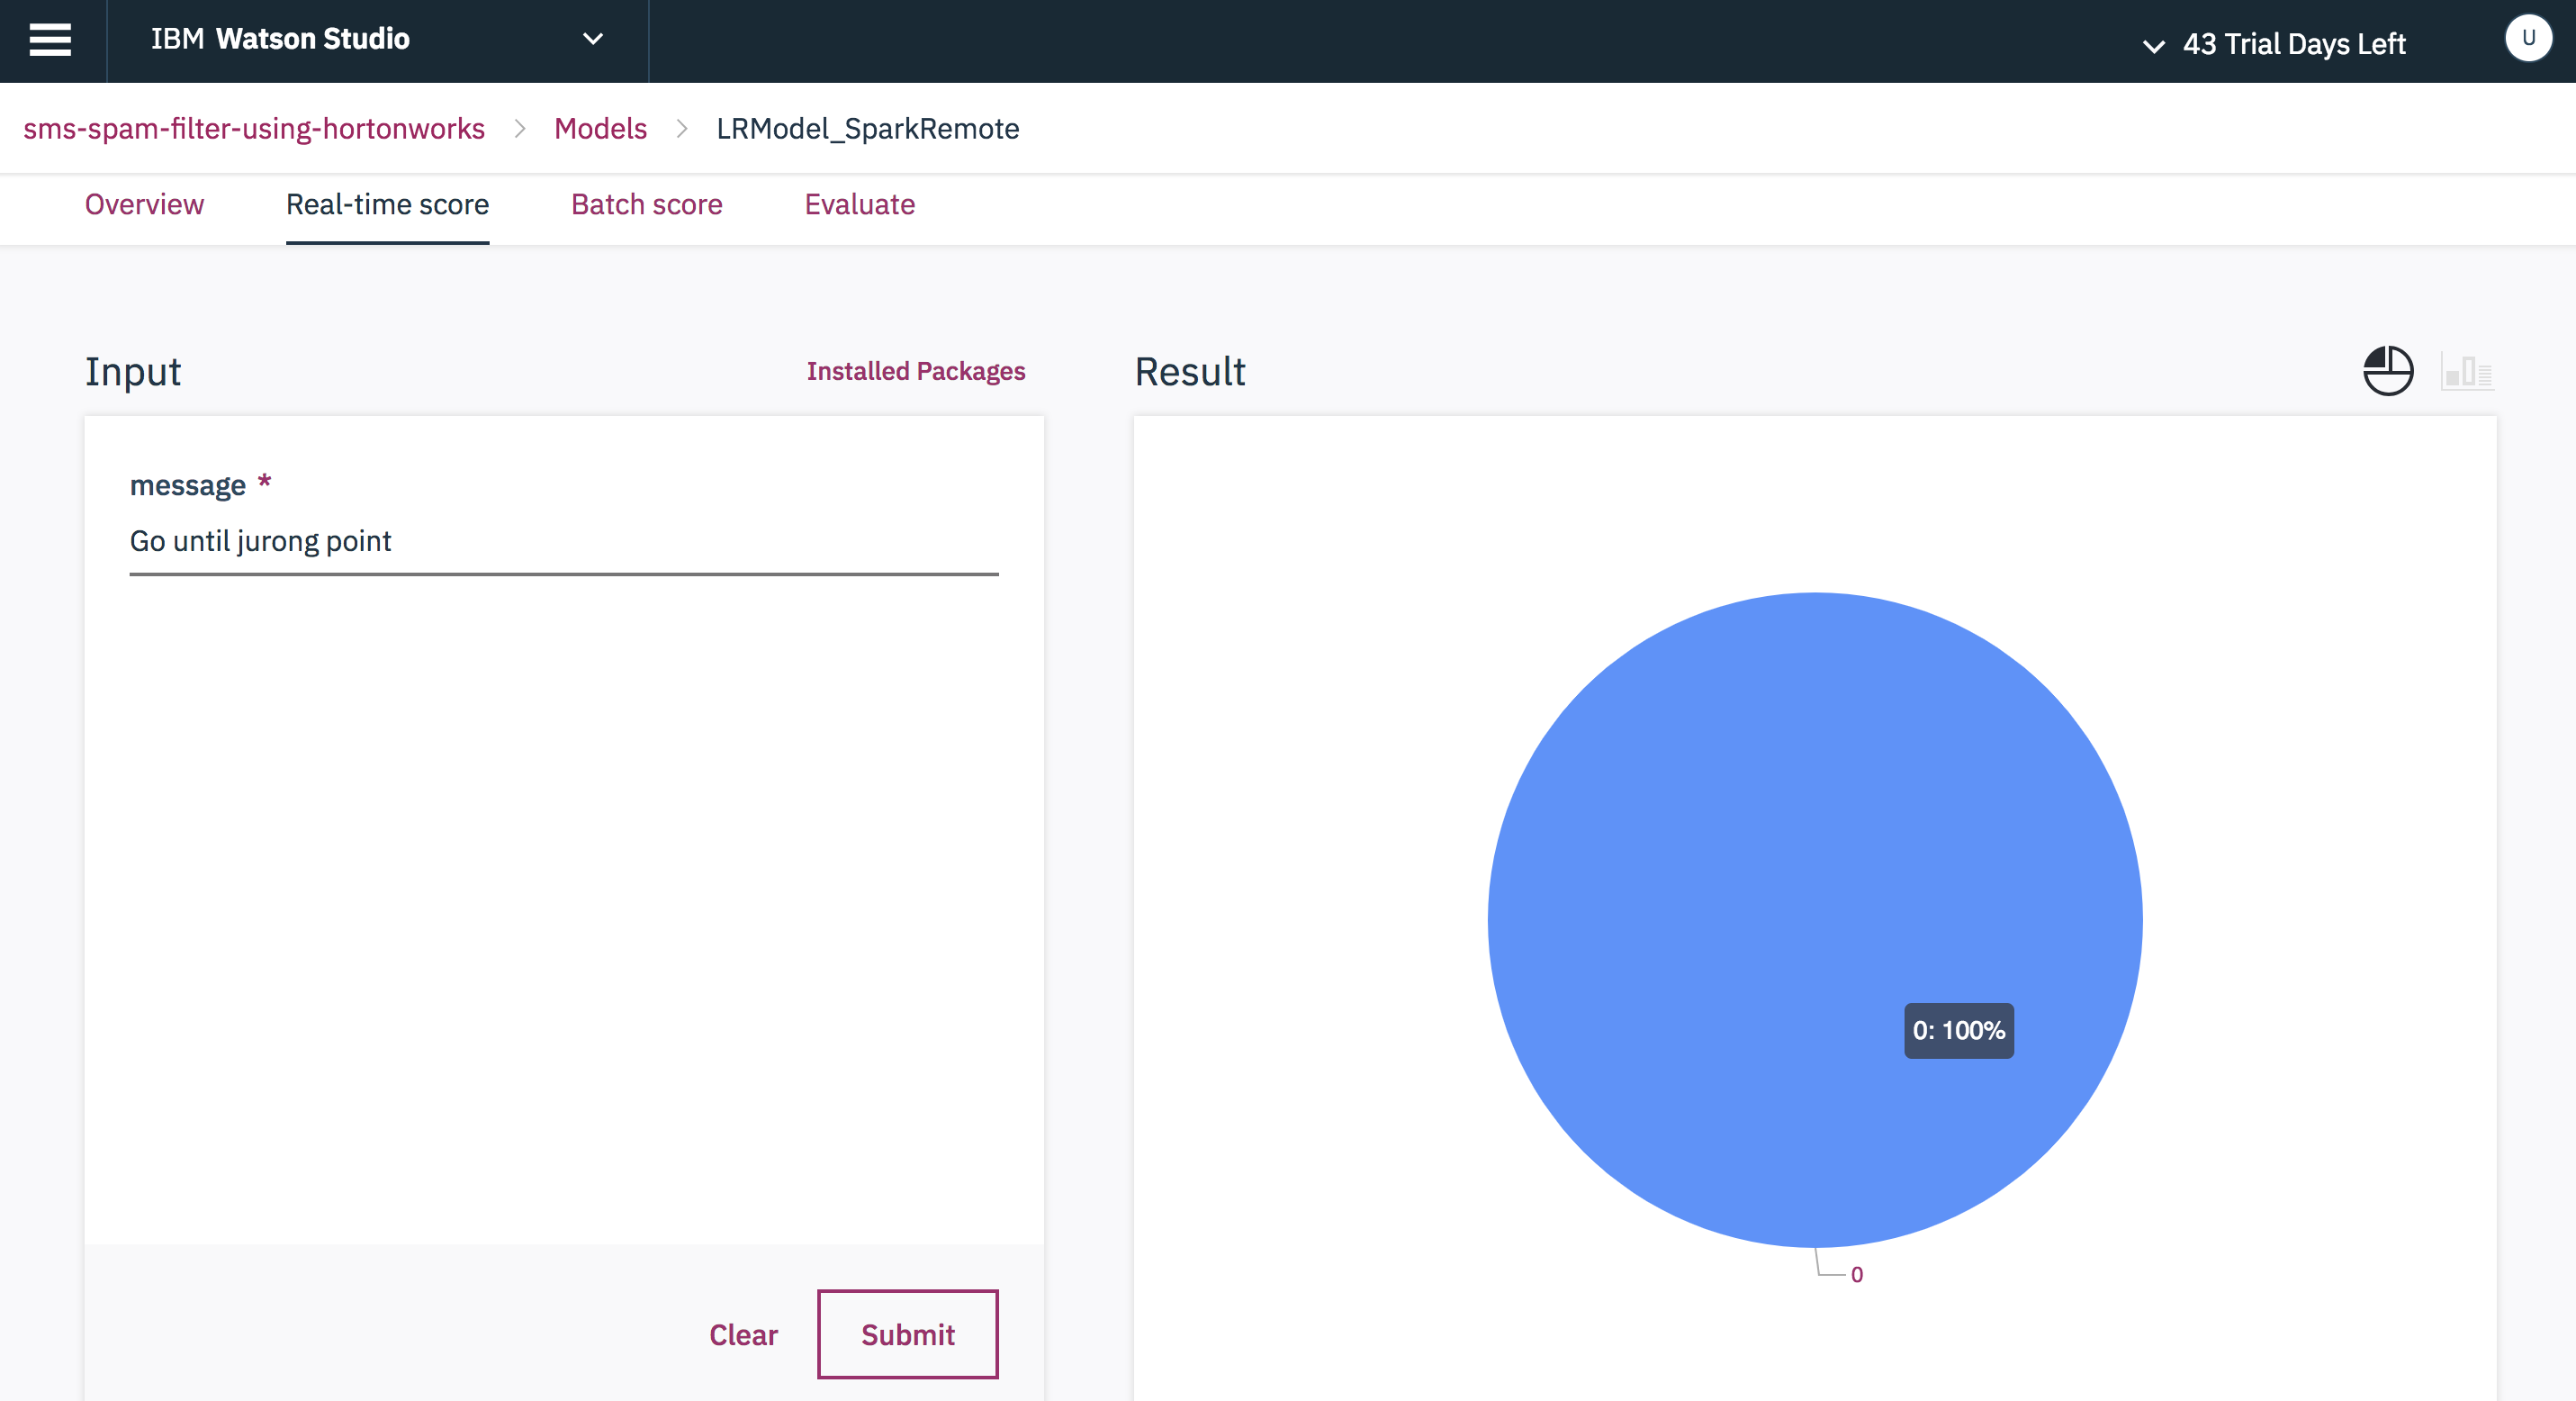 IBM Watson Studio
43 Trial Days Left
U
sms-spam-filter-using-hortonworks > Models > LRModel_SparkRemote
Overview Real-time score Batch score Evaluate
Input
Installed Packages
Result
message *
Go until jurong point
0: 100%
0
Clear
Submit